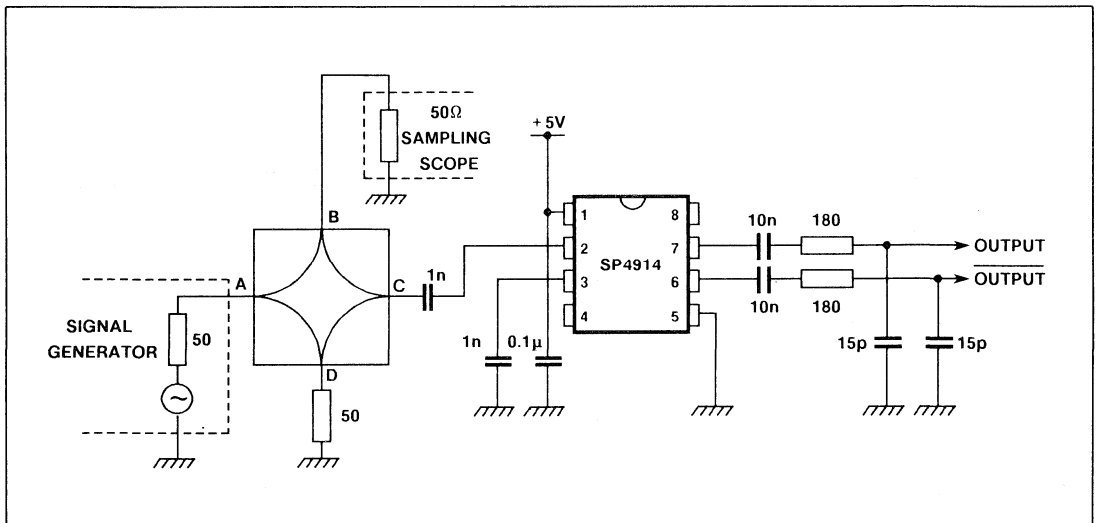 50Ω
SAMPLING
SCOPE
+5V
B
A
C
D
1n
SIGNAL
GENERATOR
50
50
1
2
3
4
8
7
6
5
SP4914
1n
0.1µ
10n
180
OUTPUT
10n
180
OUTPUT
15p
15p